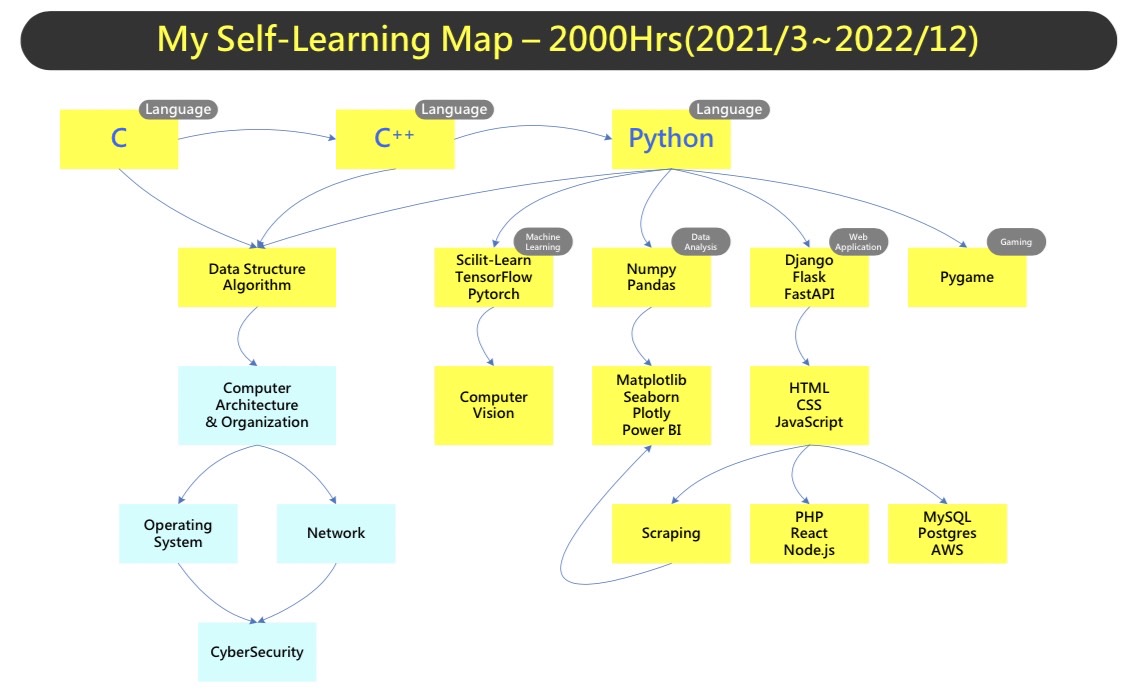 My Self-Learning Map – 2000Hrs(2021/3~2022/12)
Language
C
Language
C++
Language
Python
Data Structure
Algorithm
Machine
Learning
Scilit-Learn
TensorFlow
Pytorch
Data
Analysis
Numpy
Pandas
Web
Application
Django
Flask
FastAPI
Gaming
Pygame
Computer
Architecture
& Organization
Computer
Vision
Matplotlib
Seaborn
Plotly
Power BI
HTML
CSS
JavaScript
Operating
System
Network
Scraping
PHP
React
Node.js
MySQL
Postgres
AWS
CyberSecurity